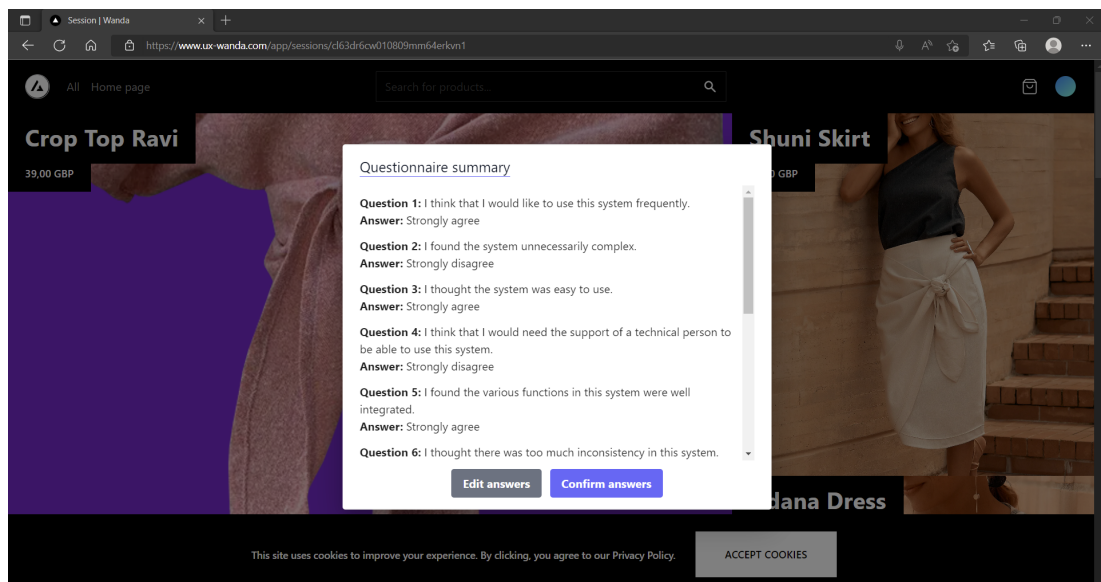 Session | Wanda
https://www.ux-wanda.com/app/sessions/cl63dr6cw010809mm64erkvn1
All Home page
Search for products...
Crop Top Ravi
39,00 GBP
Shuni Skirt
GBP
Questionnaire summary
Question 1: I think that I would like to use this system frequently.
Answer: Strongly agree
Question 2: I found the system unnecessarily complex.
Answer: Strongly disagree
Question 3: I thought the system was easy to use.
Answer: Strongly agree
Question 4: I think that I would need the support of a technical person to
be able to use this system.
Answer: Strongly disagree
Question 5: I found the various functions in this system were well
integrated.
Answer: Strongly agree
Question 6: I thought there was too much inconsistency in this system.
Edit answers Confirm answers
dana Dress
This site uses cookies to improve your experience. By clicking, you agree to our Privacy Policy.
ACCEPT COOKIES